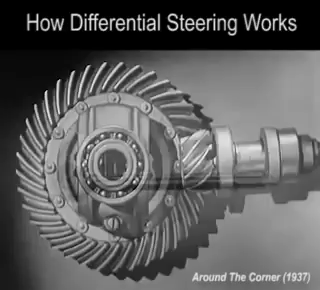 How Differential Steering Works
Around The Corner (1937)